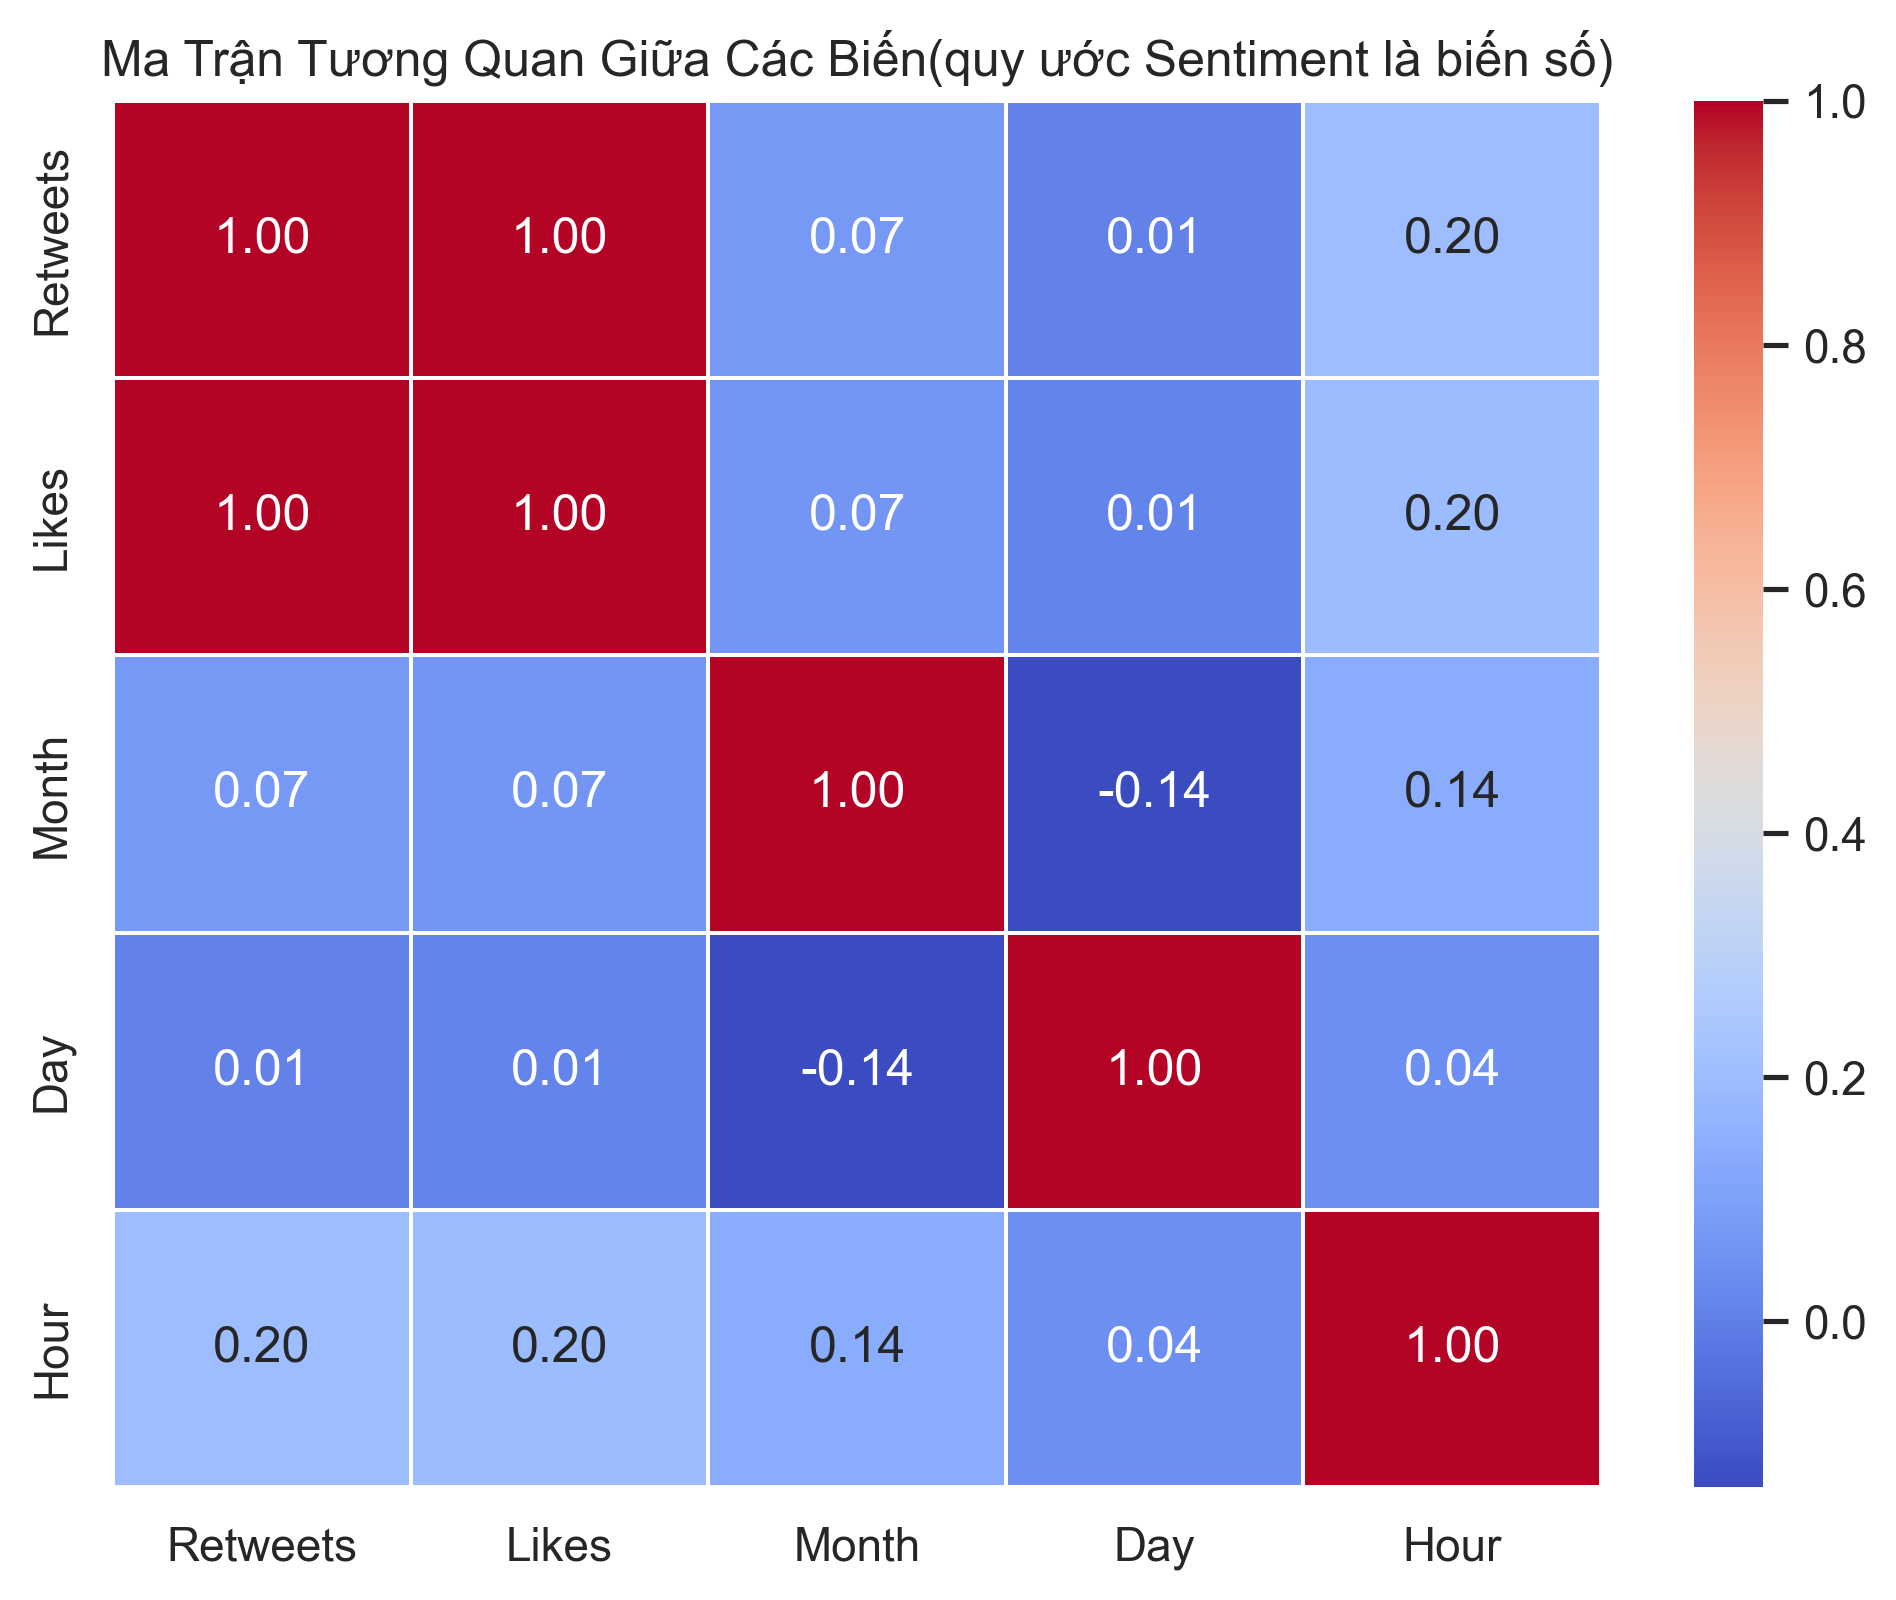 Ma Trận Tương Quan Giữa Các Biến(quy ước Sentiment là biến số)
Retweets 1.00 1.00 0.07 0.01 0.20
Likes 1.00 1.00 0.07 0.01 0.20
Month 0.07 0.07 1.00 -0.14 0.14
Day 0.01 0.01 -0.14 1.00 0.04
Hour 0.20 0.20 0.14 0.04 1.00
Retweets Likes Month Day Hour
1.0
0.8
0.6
0.4
0.2
0.0